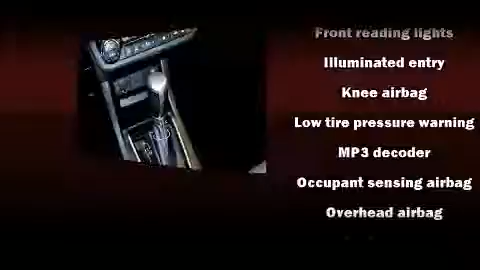 Front reading lights
Illuminated entry
Knee airbag
Low tire pressure warning
MP3 decoder
Occupant sensing airbag
Overhead airbag